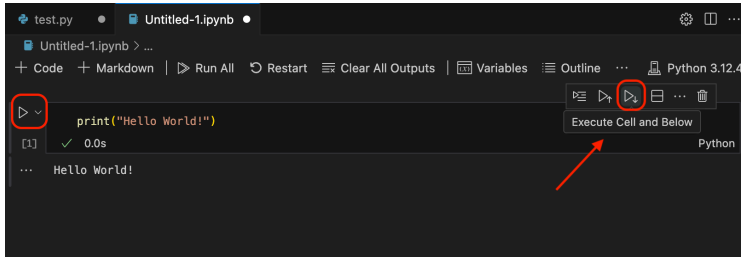 test.py Untitled-1.ipynb
Untitled-1.ipynb > ...
+ Code + Markdown Run All Restart Clear All Outputs Variables Outline ... Python 3.12.4
Execute Cell and Below
print("Hello World!")
[1] 0.0s Python
Hello World!